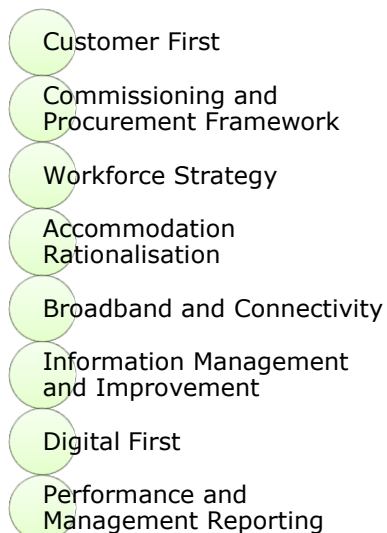 Customer First
Commissioning and
Procurement Framework
Workforce Strategy
Accommodation
Rationalisation
Broadband and Connectivity
Information Management
and Improvement
Digital First
Performance and
Management Reporting